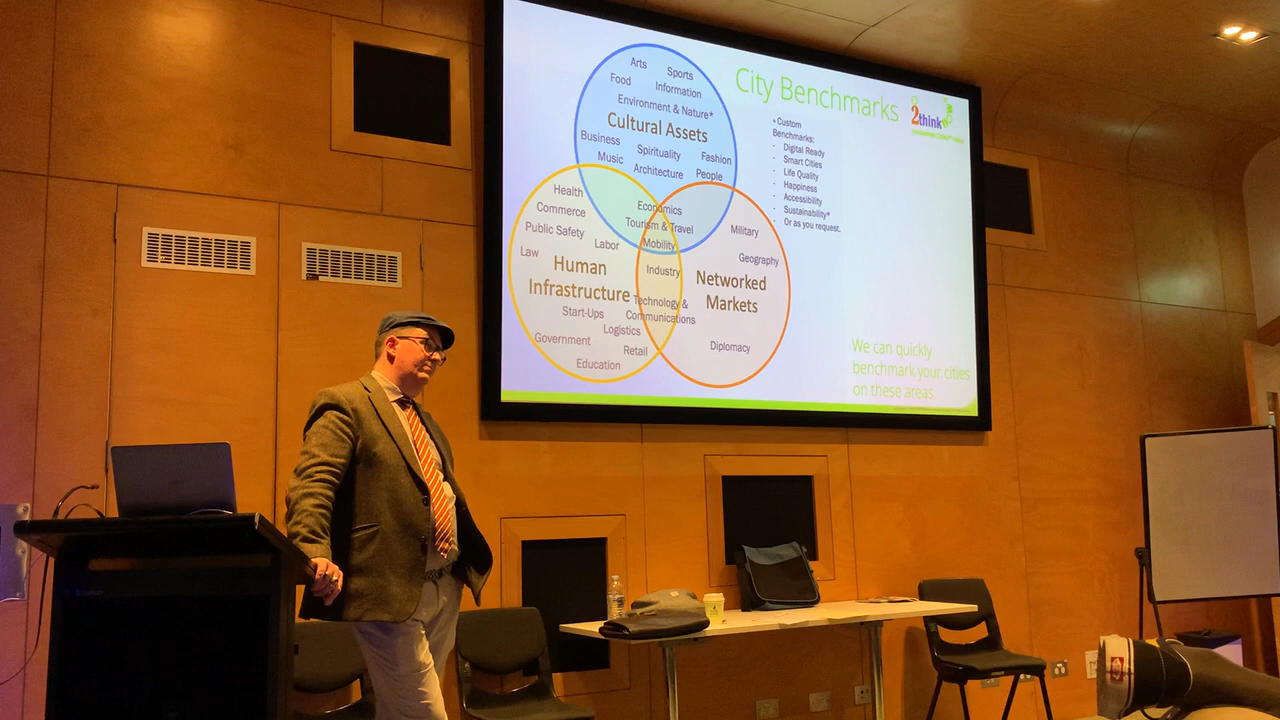 City Benchmarks
2think
Arts
Sports
Food
Information
Environment & Nature*
Cultural Assets
Business
Spirituality
Fashion
Music
Architecture
People
* Custom
Benchmarks:
- Digital Ready
- Smart Cities
- Life Quality
- Happiness
- Accessibility
- Sustainability*
- Or as you request.
Health
Commerce
Public Safety
Labor
Law
Human
Infrastructure
Start-Ups
Logistics
Government
Retail
Education
Economics
Tourism & Travel
Mobility
Industry
Technology &
Communications
Military
Geography
Networked
Markets
Diplomacy
We can quickly
benchmark your cities
on these areas.